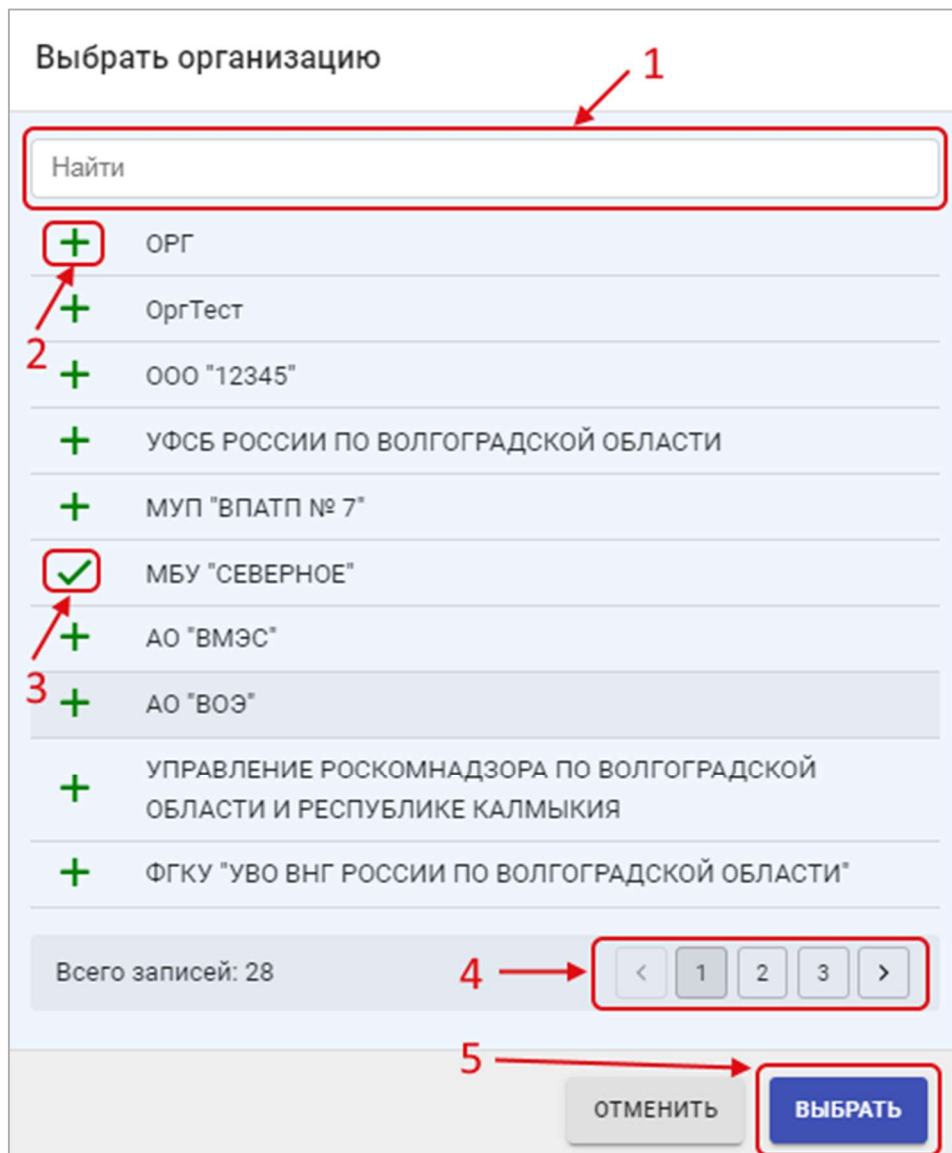 Выбрать организацию
1
Найти
ОРГ
2
ОргТест
ООО "12345"
УФСБ РОССИИ ПО ВОЛГОГРАДСКОЙ ОБЛАСТИ
МУП "ВПАТП № 7"
МБУ "СЕВЕРНОЕ"
АО "ВМЭС"
3
АО "ВОЭ"
УПРАВЛЕНИЕ РОСКОМНАДЗОРА ПО ВОЛГОГРАДСКОЙ
ОБЛАСТИ И РЕСПУБЛИКЕ КАЛМЫКИЯ
ФГКУ "УВО ВНГ РОССИИ ПО ВОЛГОГРАДСКОЙ ОБЛАСТИ"
Всего записей: 28 4 < 1 2 3 >
5
ОТМЕНИТЬ ВЫБРАТЬ